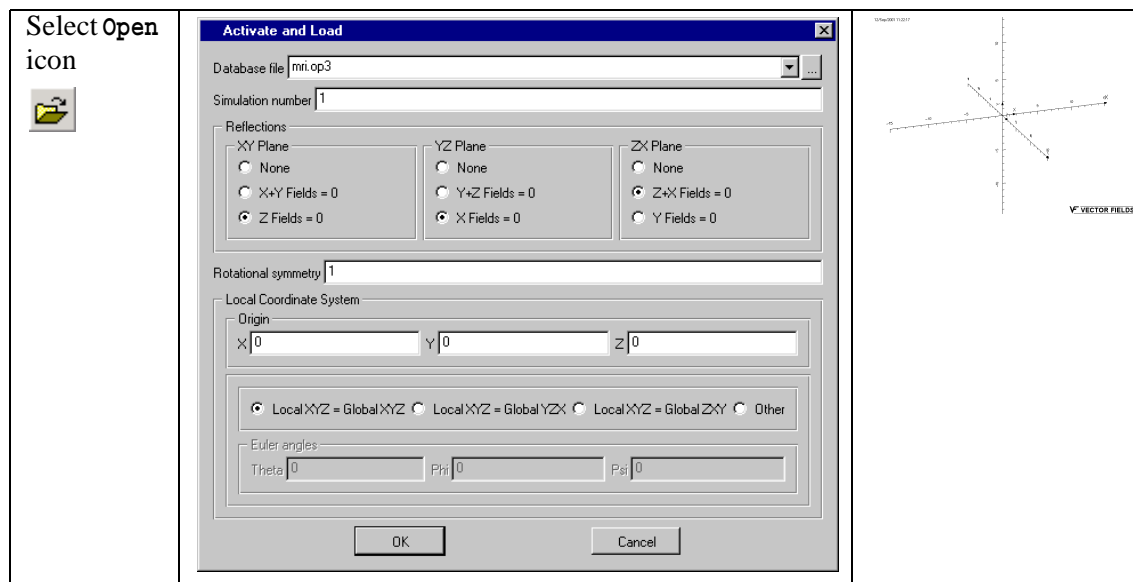 Select Open
icon
Activate and Load
Database file mri.op3 ...
Simulation number 1
Reflections
XY Plane YZ Plane ZX Plane
None None None
X+Y Fields = 0 Y+Z Fields = 0 Z+X Fields = 0
Z Fields = 0 X Fields = 0 Y Fields = 0
Rotational symmetry 1
Local Coordinate System
Origin
X 0 Y 0 Z 0
Local XYZ = Global XYZ Local XYZ = Global YZX Local XYZ = Global ZXY Other
Euler angles
Theta 0 Phi 0 Psi 0
OK Cancel
VF VECTOR FIELDS